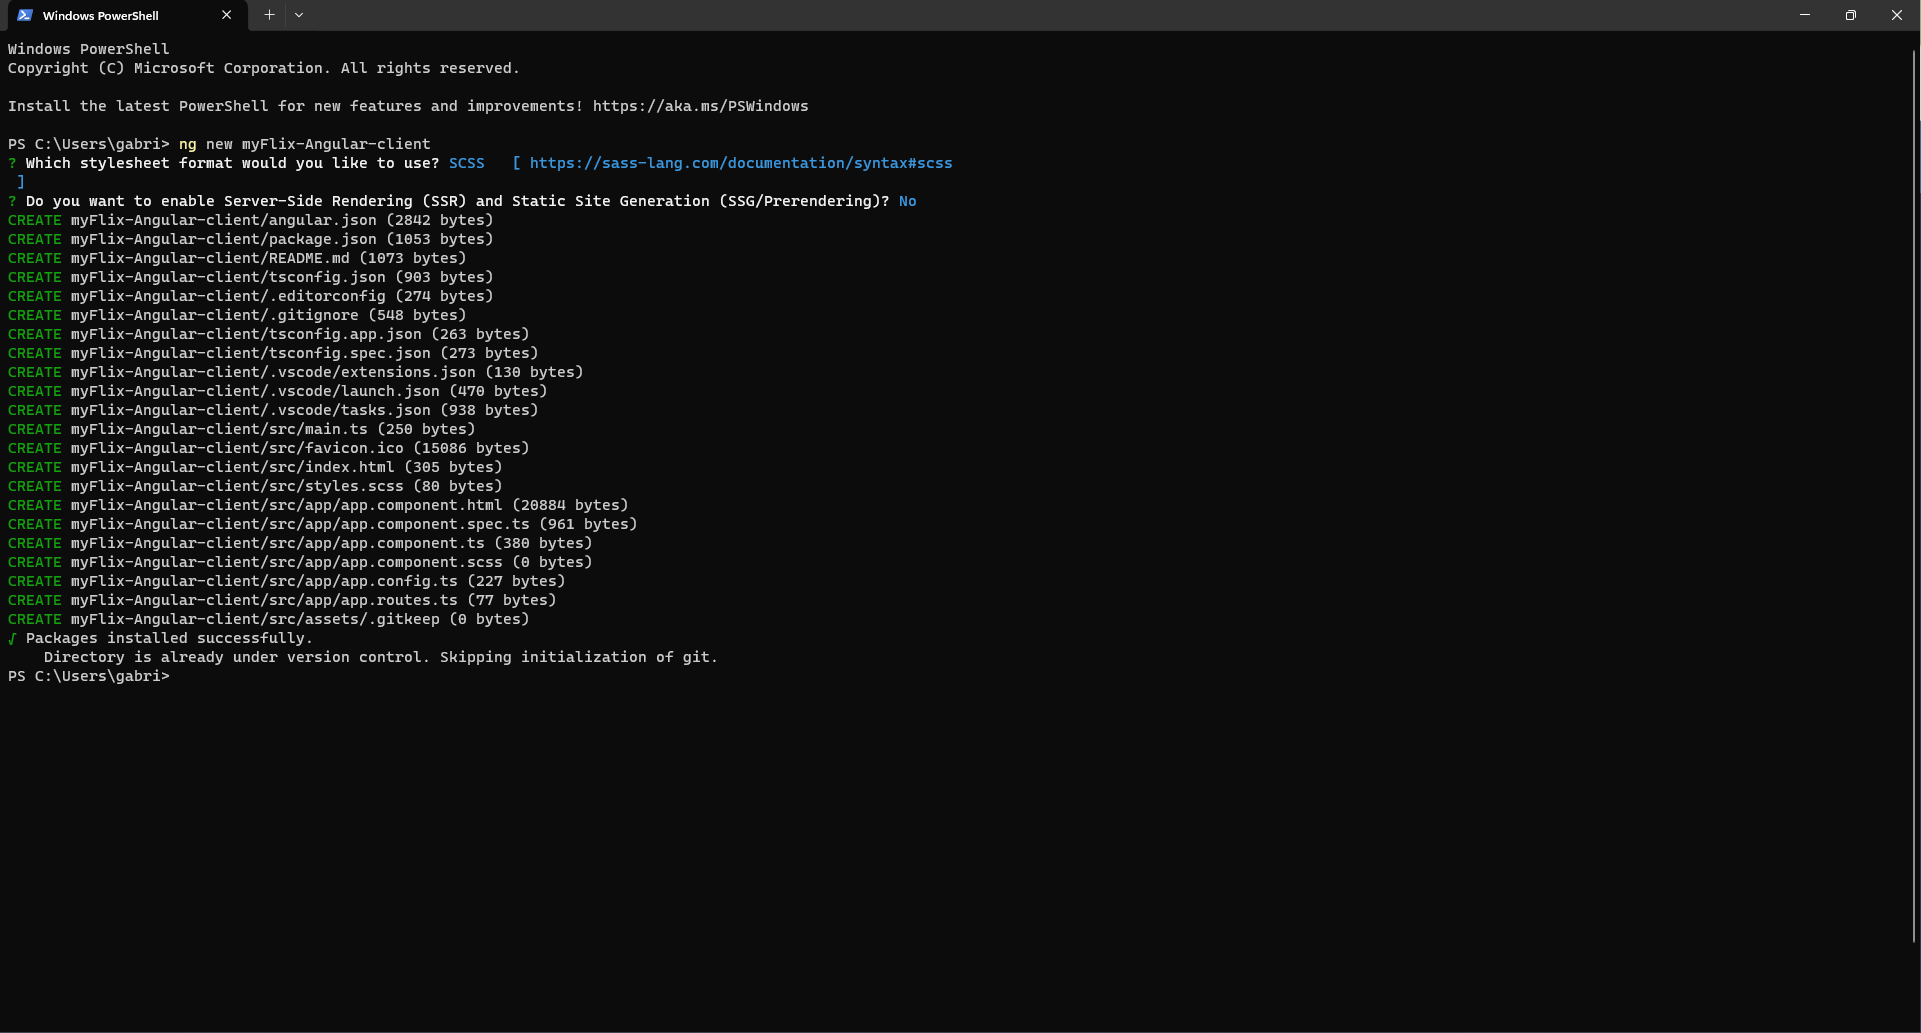 Windows PowerShell
Windows PowerShell
Copyright (C) Microsoft Corporation. All rights reserved.
Install the latest PowerShell for new features and improvements! https://aka.ms/PSWindows
PS C:\Users\gabri> ng new myFlix-Angular-client
? Which stylesheet format would you like to use? SCSS   [ https://sass-lang.com/documentation/syntax#scss
]
? Do you want to enable Server-Side Rendering (SSR) and Static Site Generation (SSG/Prerendering)? No
CREATE myFlix-Angular-client/angular.json (2842 bytes)
CREATE myFlix-Angular-client/package.json (1053 bytes)
CREATE myFlix-Angular-client/README.md (1073 bytes)
CREATE myFlix-Angular-client/tsconfig.json (903 bytes)
CREATE myFlix-Angular-client/.editorconfig (274 bytes)
CREATE myFlix-Angular-client/.gitignore (548 bytes)
CREATE myFlix-Angular-client/tsconfig.app.json (263 bytes)
CREATE myFlix-Angular-client/tsconfig.spec.json (273 bytes)
CREATE myFlix-Angular-client/.vscode/extensions.json (130 bytes)
CREATE myFlix-Angular-client/.vscode/launch.json (470 bytes)
CREATE myFlix-Angular-client/.vscode/tasks.json (938 bytes)
CREATE myFlix-Angular-client/src/main.ts (250 bytes)
CREATE myFlix-Angular-client/src/favicon.ico (15086 bytes)
CREATE myFlix-Angular-client/src/index.html (305 bytes)
CREATE myFlix-Angular-client/src/styles.scss (80 bytes)
CREATE myFlix-Angular-client/src/app/app.component.html (20884 bytes)
CREATE myFlix-Angular-client/src/app/app.component.spec.ts (961 bytes)
CREATE myFlix-Angular-client/src/app/app.component.ts (380 bytes)
CREATE myFlix-Angular-client/src/app/app.component.scss (0 bytes)
CREATE myFlix-Angular-client/src/app/app.config.ts (227 bytes)
CREATE myFlix-Angular-client/src/app/app.routes.ts (77 bytes)
CREATE myFlix-Angular-client/src/assets/.gitkeep (0 bytes)
√ Packages installed successfully.
Directory is already under version control. Skipping initialization of git.
PS C:\Users\gabri>